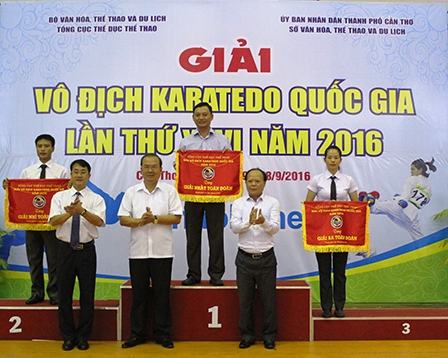 BỘ VĂN HÓA, THỂ THAO VÀ DU LỊCH
TỔNG CỤC THỂ DỤC THỂ THAO
ỦY BAN NHÂN DÂN THÀNH PHỐ CẦN THƠ
SỞ VĂN HÓA, THỂ THAO VÀ DU LỊCH
GIẢI
VÔ ĐỊCH KARATEDO QUỐC GIA
LẦN THỨ NĂM 2016
/9/2016
GIẢI NHẤT TOÀN ĐOÀN
GIẢI NHÌ TOÀN
GIẢI BA TOÀN ĐOÀN
2
1
3